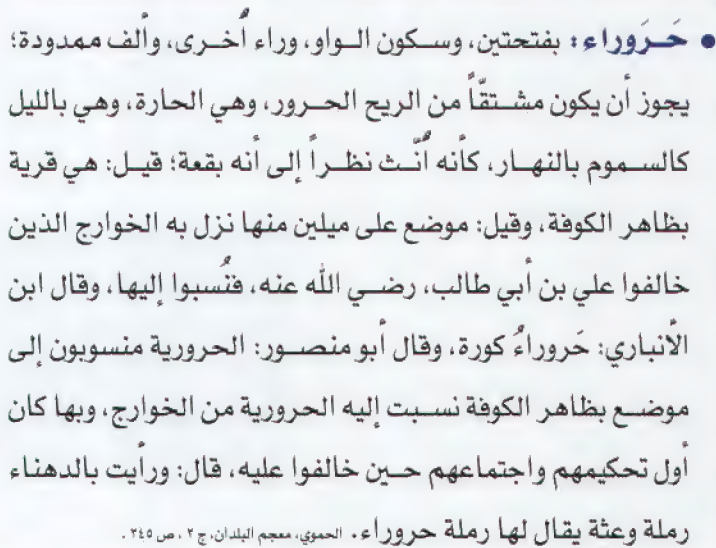 • حَـرَوراء: بفتحتين، وسكون الواو، وراء أُخرى، وألف ممدودة؛
يجوز أن يكون مشتقّاً من الريح الحرور، وهي الحارة، وهي بالليل
كالسموم بالنهار، كأنه أُنّث نظراً إلى أنه بقعة؛ قيل: هي قرية
بظاهر الكوفة، وقيل: موضع على ميلين منها نزل به الخوارج الذين
خالفوا علي بن أبي طالب، رضي الله عنه، فنُسبوا إليها، وقال ابن
الأنباري: حَروراءُ كورة، وقال أبو منصور: الحرورية منسوبون إلى
موضع بظاهر الكوفة نسبت إليه الحرورية من الخوارج، وبها كان
أول تحكيمهم واجتماعهم حين خالفوا عليه، قال: ورأيت بالدهناء
رملة وعثة يقال لها رملة حروراء. الحموي، معجم البلدان، ج ٢، ص ٢٤٥.